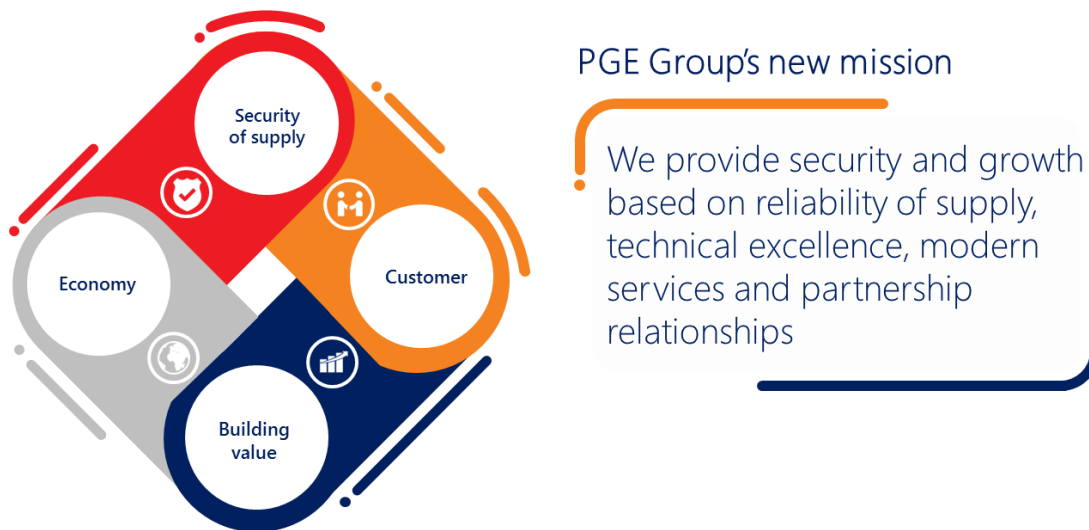 Security
of supply
Economy
Customer
Building
value
PGE Group's new mission
We provide security and growth
based on reliability of supply,
technical excellence, modern
services and partnership
relationships